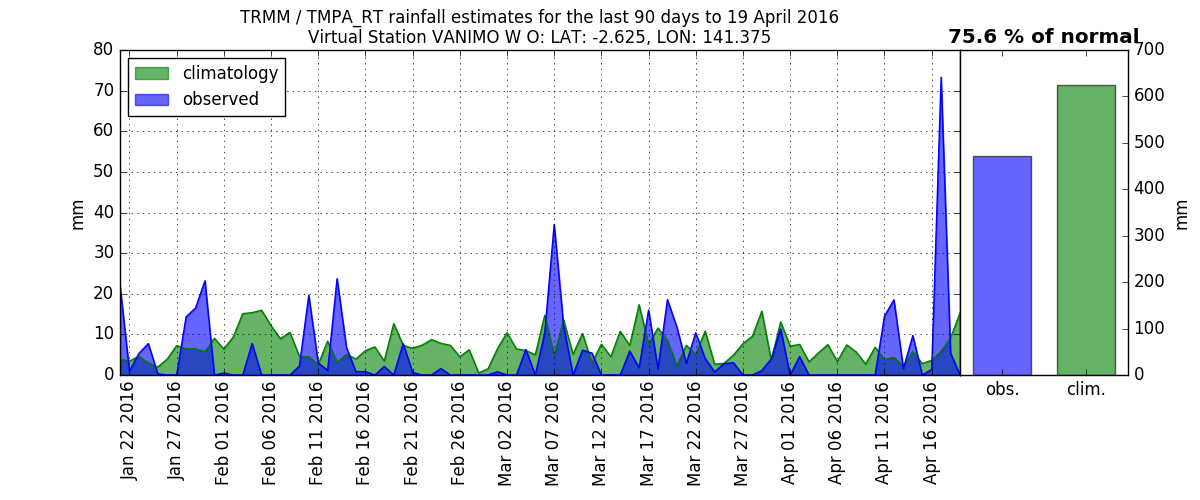 TRMM / TMPA_RT rainfall estimates for the last 90 days to 19 April 2016
Virtual Station VANIMO W O: LAT: -2.625, LON: 141.375
75.6 % of normal
climatology
observed
mm
80
70
60
50
40
30
20
10
0
Jan 22 2016
Jan 27 2016
Feb 01 2016
Feb 06 2016
Feb 11 2016
Feb 16 2016
Feb 21 2016
Feb 26 2016
Mar 02 2016
Mar 07 2016
Mar 12 2016
Mar 17 2016
Mar 22 2016
Mar 27 2016
Apr 01 2016
Apr 06 2016
Apr 11 2016
Apr 16 2016
obs.
clim.
700
600
500
400
300
200
100
0
mm